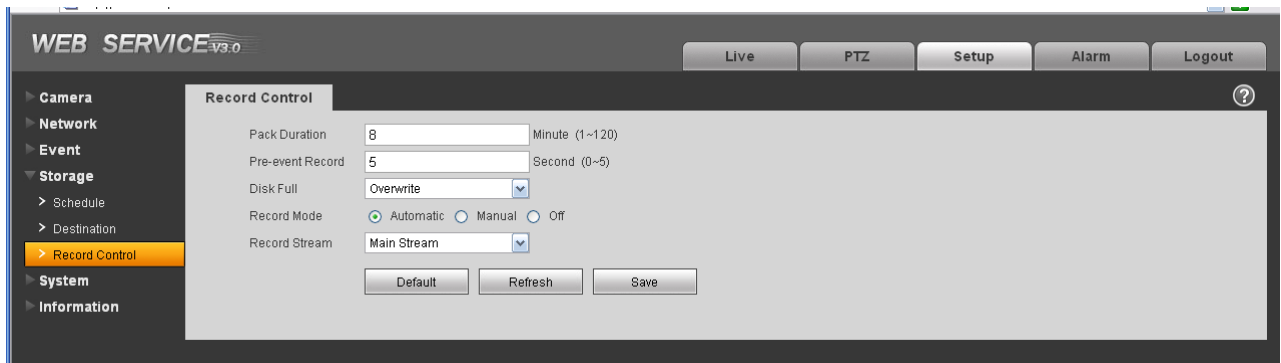 WEB SERVICE V3.0
Live PTZ Setup Alarm Logout
Camera
Network
Event
Storage
> Schedule
> Destination
> Record Control
System
Information
Record Control ?
Pack Duration 8 Minute (1~120)
Pre-event Record 5 Second (0~5)
Disk Full Overwrite
Record Mode Automatic Manual Off
Record Stream Main Stream
Default Refresh Save